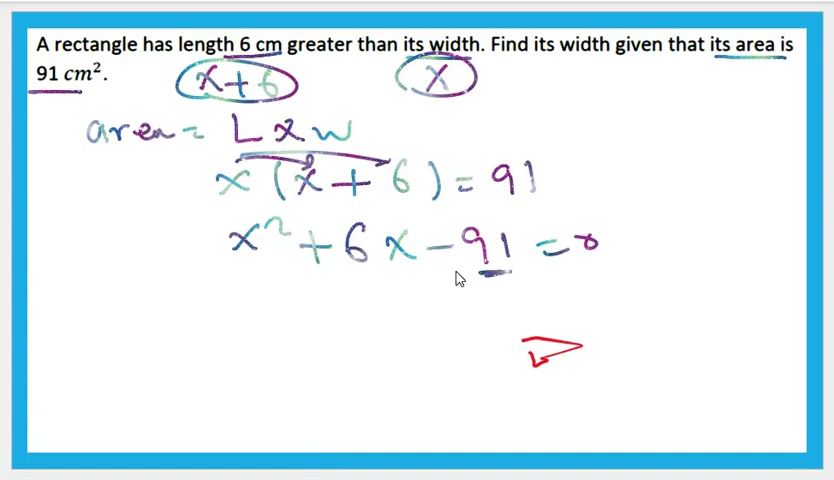 A rectangle has length 6 cm greater than its width. Find its width given that its area is
91 cm².
x+6 x
area = L x W
x (x + 6) = 91
x² + 6x - 91 = 0